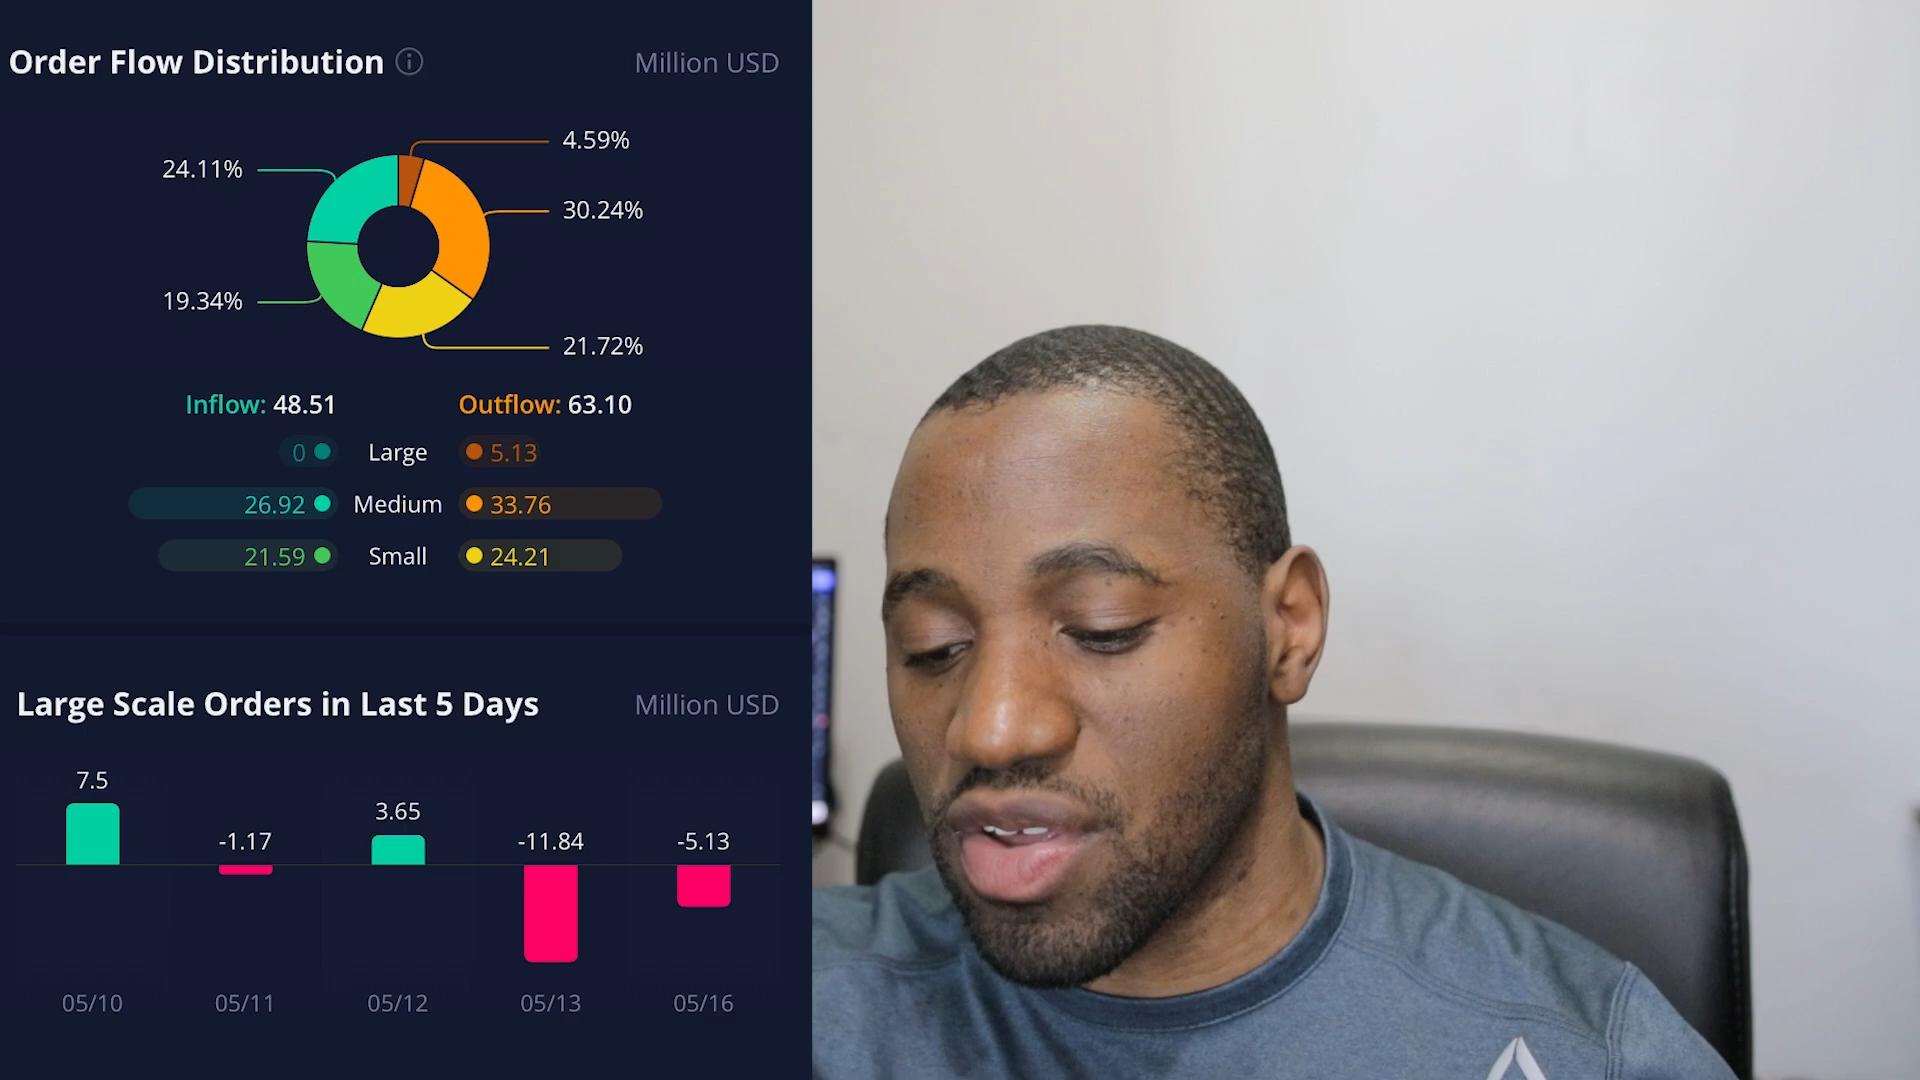 Order Flow Distribution
Million USD
4.59%
24.11%
30.24%
19.34%
21.72%
Inflow: 48.51
Outflow: 63.10
0 Large 5.13
26.92 Medium 33.76
21.59 Small 24.21
Large Scale Orders in Last 5 Days
Million USD
7.5
-1.17
3.65
-11.84
-5.13
05/10
05/11
05/12
05/13
05/16